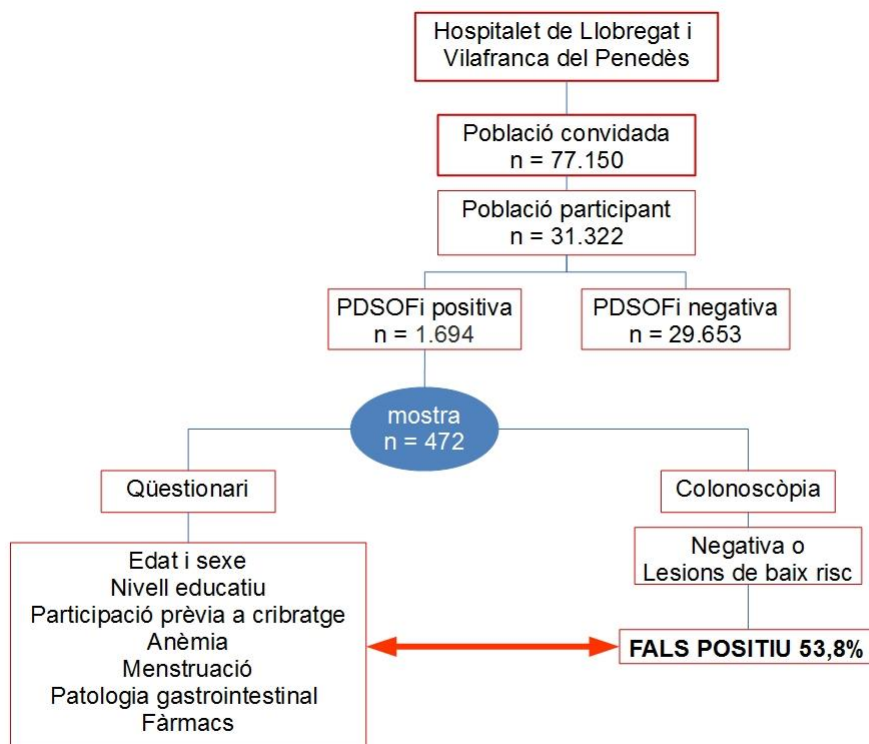 Hospitalet de Llobregat i
Vilafranca del Penedès
Població convidada
n = 77.150
Població participant
n = 31.322
PDSOFi positiva
n = 1.694
PDSOFi negativa
n = 29.653
mostra
n = 472
Qüestionari
Colonoscòpia
Edat i sexe
Nivell educatiu
Participació prèvia a cribratge
Anèmia
Menstruació
Patologia gastrointestinal
Fàrmacs
Negativa o
Lesions de baix risc
FALS POSITIU 53,8%